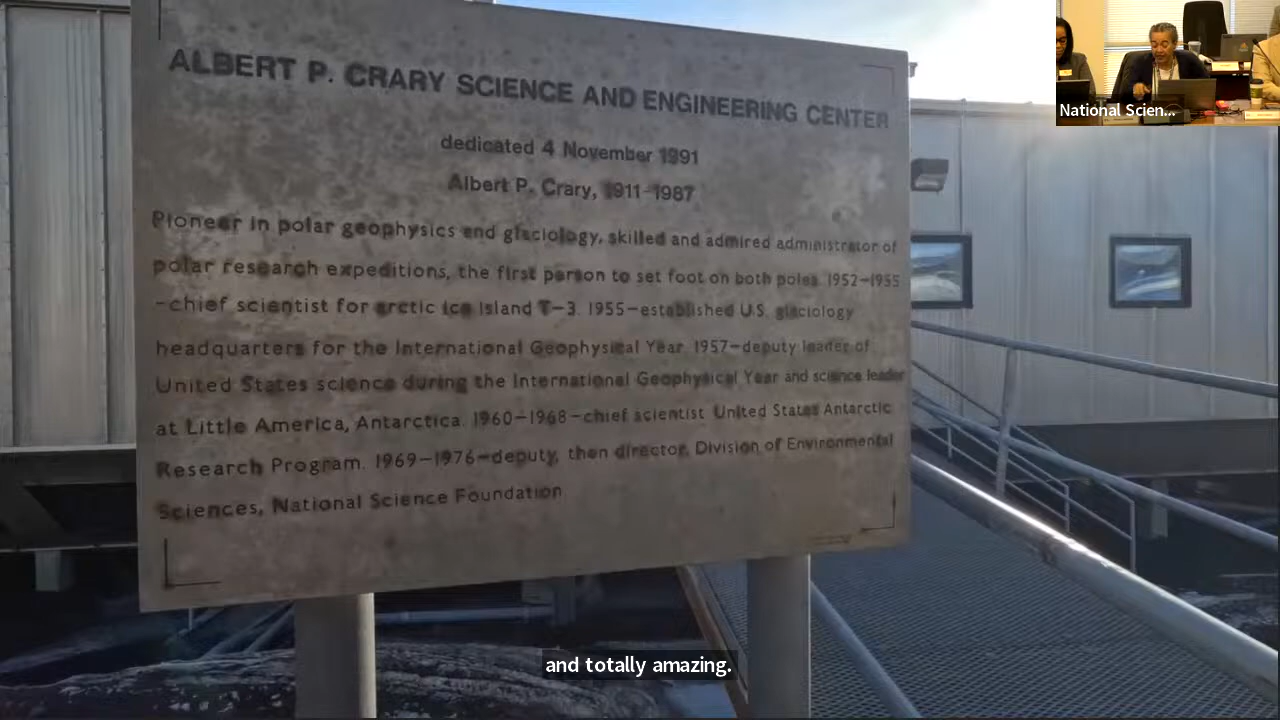 ALBERT P. CRARY SCIENCE AND ENGINEERING CENTER
dedicated 4 November 1991
Albert P. Crary, 1911-1987
Pioneer in polar geophysics and glaciology, skilled and admired administrator of
polar research expeditions, the first person to set foot on both poles. 1952-1955
-chief scientist for arctic ice island T-3. 1955-established U.S. glaciology
headquarters for the International Geophysical Year. 1957-deputy leader of
United States science during the International Geophysical Year and science leader
at Little America, Antarctica. 1960-1968-chief scientist United States Antarctic
Research Program. 1969-1976-deputy, then director, Division of Environmental
Sciences, National Science Foundation
National Scien...
and totally amazing.